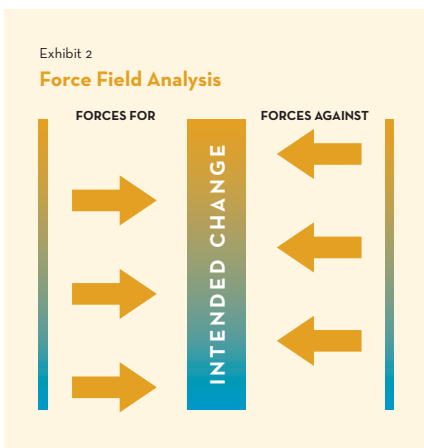 Exhibit 2
Force Field Analysis
FORCES FOR
FORCES AGAINST
INTENDED CHANGE